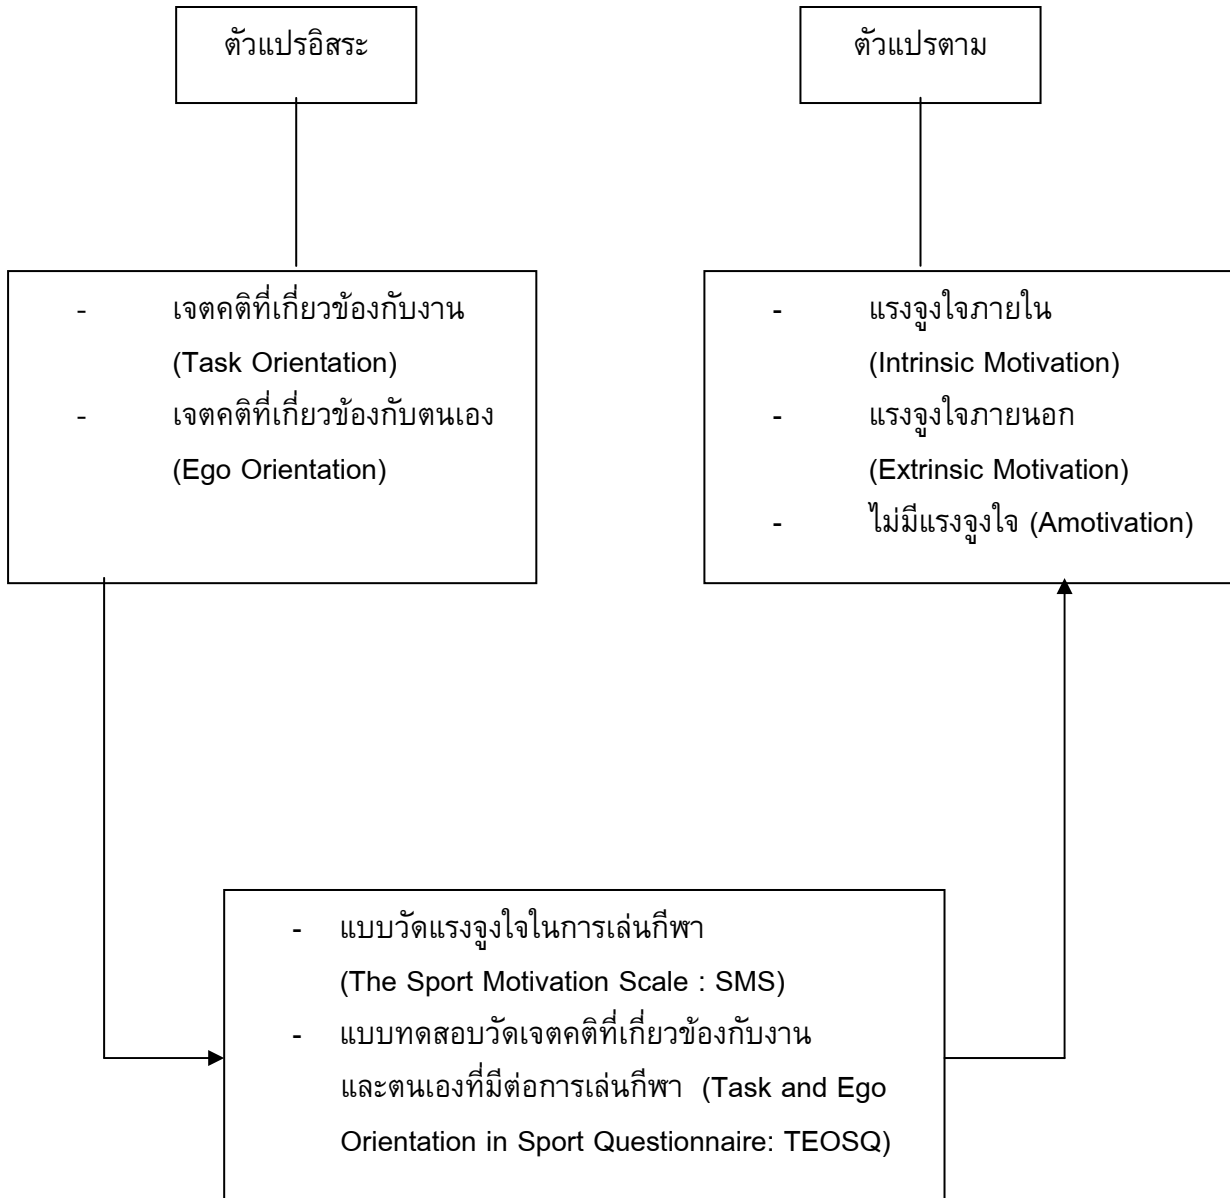 ตัวแปรอิสระ
ตัวแปรตาม
- เจตคติที่เกี่ยวข้องกับงาน
(Task Orientation)
- เจตคติที่เกี่ยวข้องกับตนเอง
(Ego Orientation)
- แรงจูงใจภายใน
(Intrinsic Motivation)
- แรงจูงใจภายนอก
(Extrinsic Motivation)
- ไม่มีแรงจูงใจ (Amotivation)
- แบบวัดแรงจูงใจในการเล่นกีฬา
(The Sport Motivation Scale : SMS)
- แบบทดสอบวัดเจตคติที่เกี่ยวข้องกับงาน
และตนเองที่มีต่อการเล่นกีฬา (Task and Ego
Orientation in Sport Questionnaire: TEOSQ)